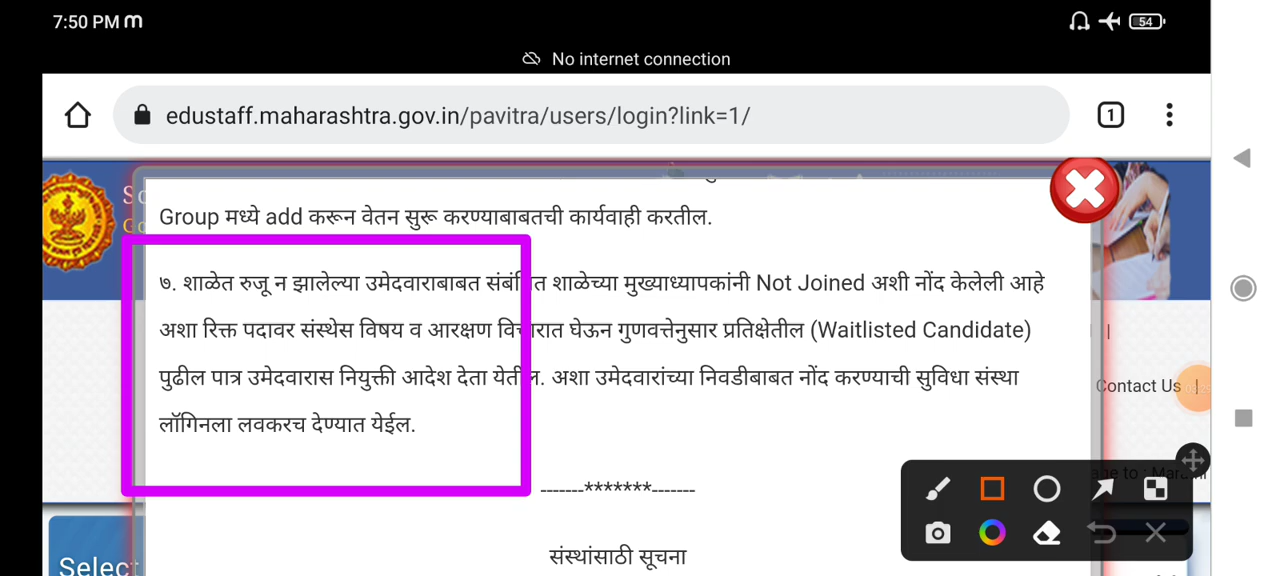 7:50 PM
54
No internet connection
edustaff.maharashtra.gov.in/pavitra/users/login?link=1/
1
Group मध्ये add करून वेतन सुरू करण्याबाबतची कार्यवाही करतील.
७. शाळेत रुजू न झालेल्या उमेदवाराबाबत संबंधित शाळेच्या मुख्याध्यापकांनी Not Joined अशी नोंद केलेली आहे
अशा रिक्त पदावर संस्थेस विषय व आरक्षण विचारात घेऊन गुणवत्तेनुसार प्रतिक्षेतील (Waitlisted Candidate)
पुढील पात्र उमेदवारास नियुक्ती आदेश देता येतील. अशा उमेदवारांच्या निवडीबाबत नोंद करण्याची सुविधा संस्था
Contact Us |
लॉगिनला लवकरच देण्यात येईल.
-------*******-------
संस्थांसाठी सूचना
Select